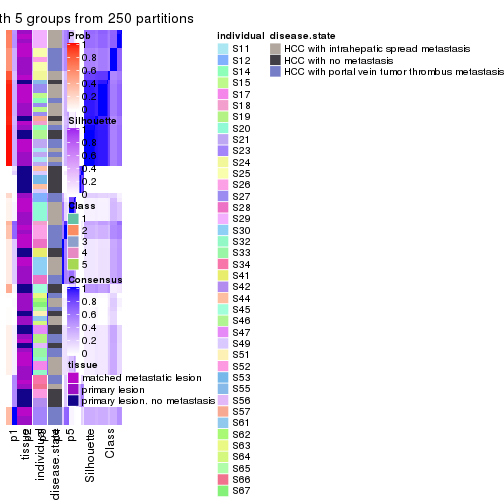 th 5 groups from 250 partitions
Prob
1
0.8
0.6
0.4
0.2
0
Silhouette
1
0.8
0.6
0.4
0.2
0
Class
1
2
3
4
5
Consensus
1
0.8
0.6
0.4
0.2
0
tissue
matched metastatic lesion
primary lesion
primary lesion. no metastasis
individual
S11
S12
S14
S15
S17
S18
S19
S20
S21
S23
S24
S25
S26
S27
S28
S29
S30
S32
S33
S34
S41
S42
S44
S45
S46
S47
S49
S51
S52
S53
S55
S56
S57
S61
S62
S63
S64
S65
S66
S67
disease.state
HCC with intrahepatic spread metastasis
HCC with no metastasis
HCC with portal vein tumor thrombus metastasis
p1
tissue
individual
disease.state
p5
Silhouette
Class